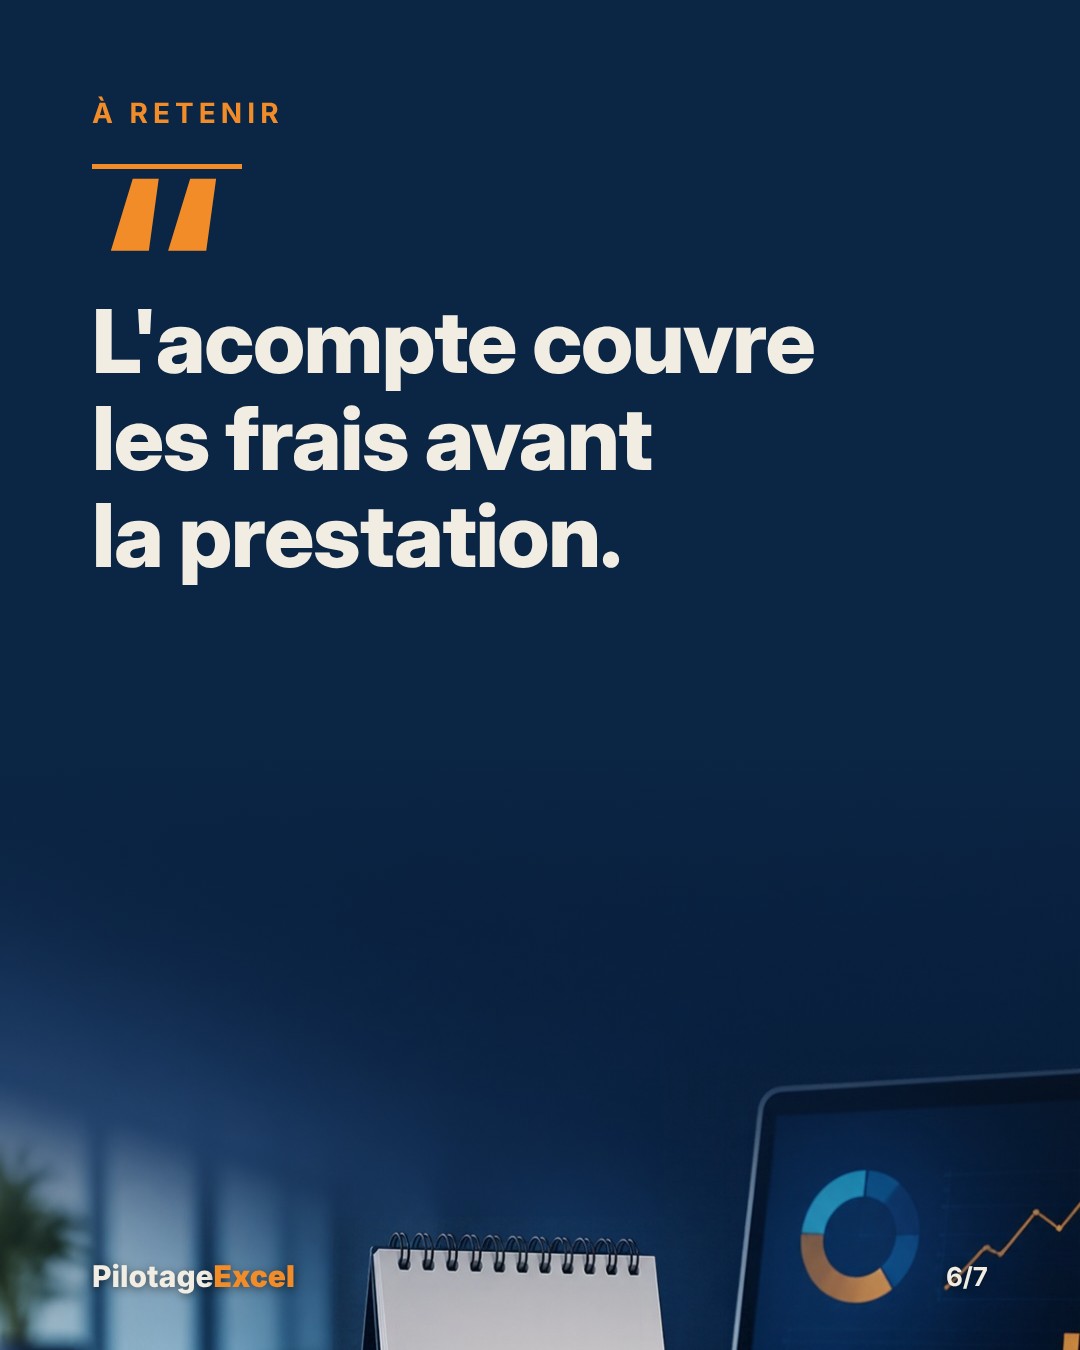 À RETENIR
"
L'acompte couvre
les frais avant
la prestation.
PilotageExcel
6/7